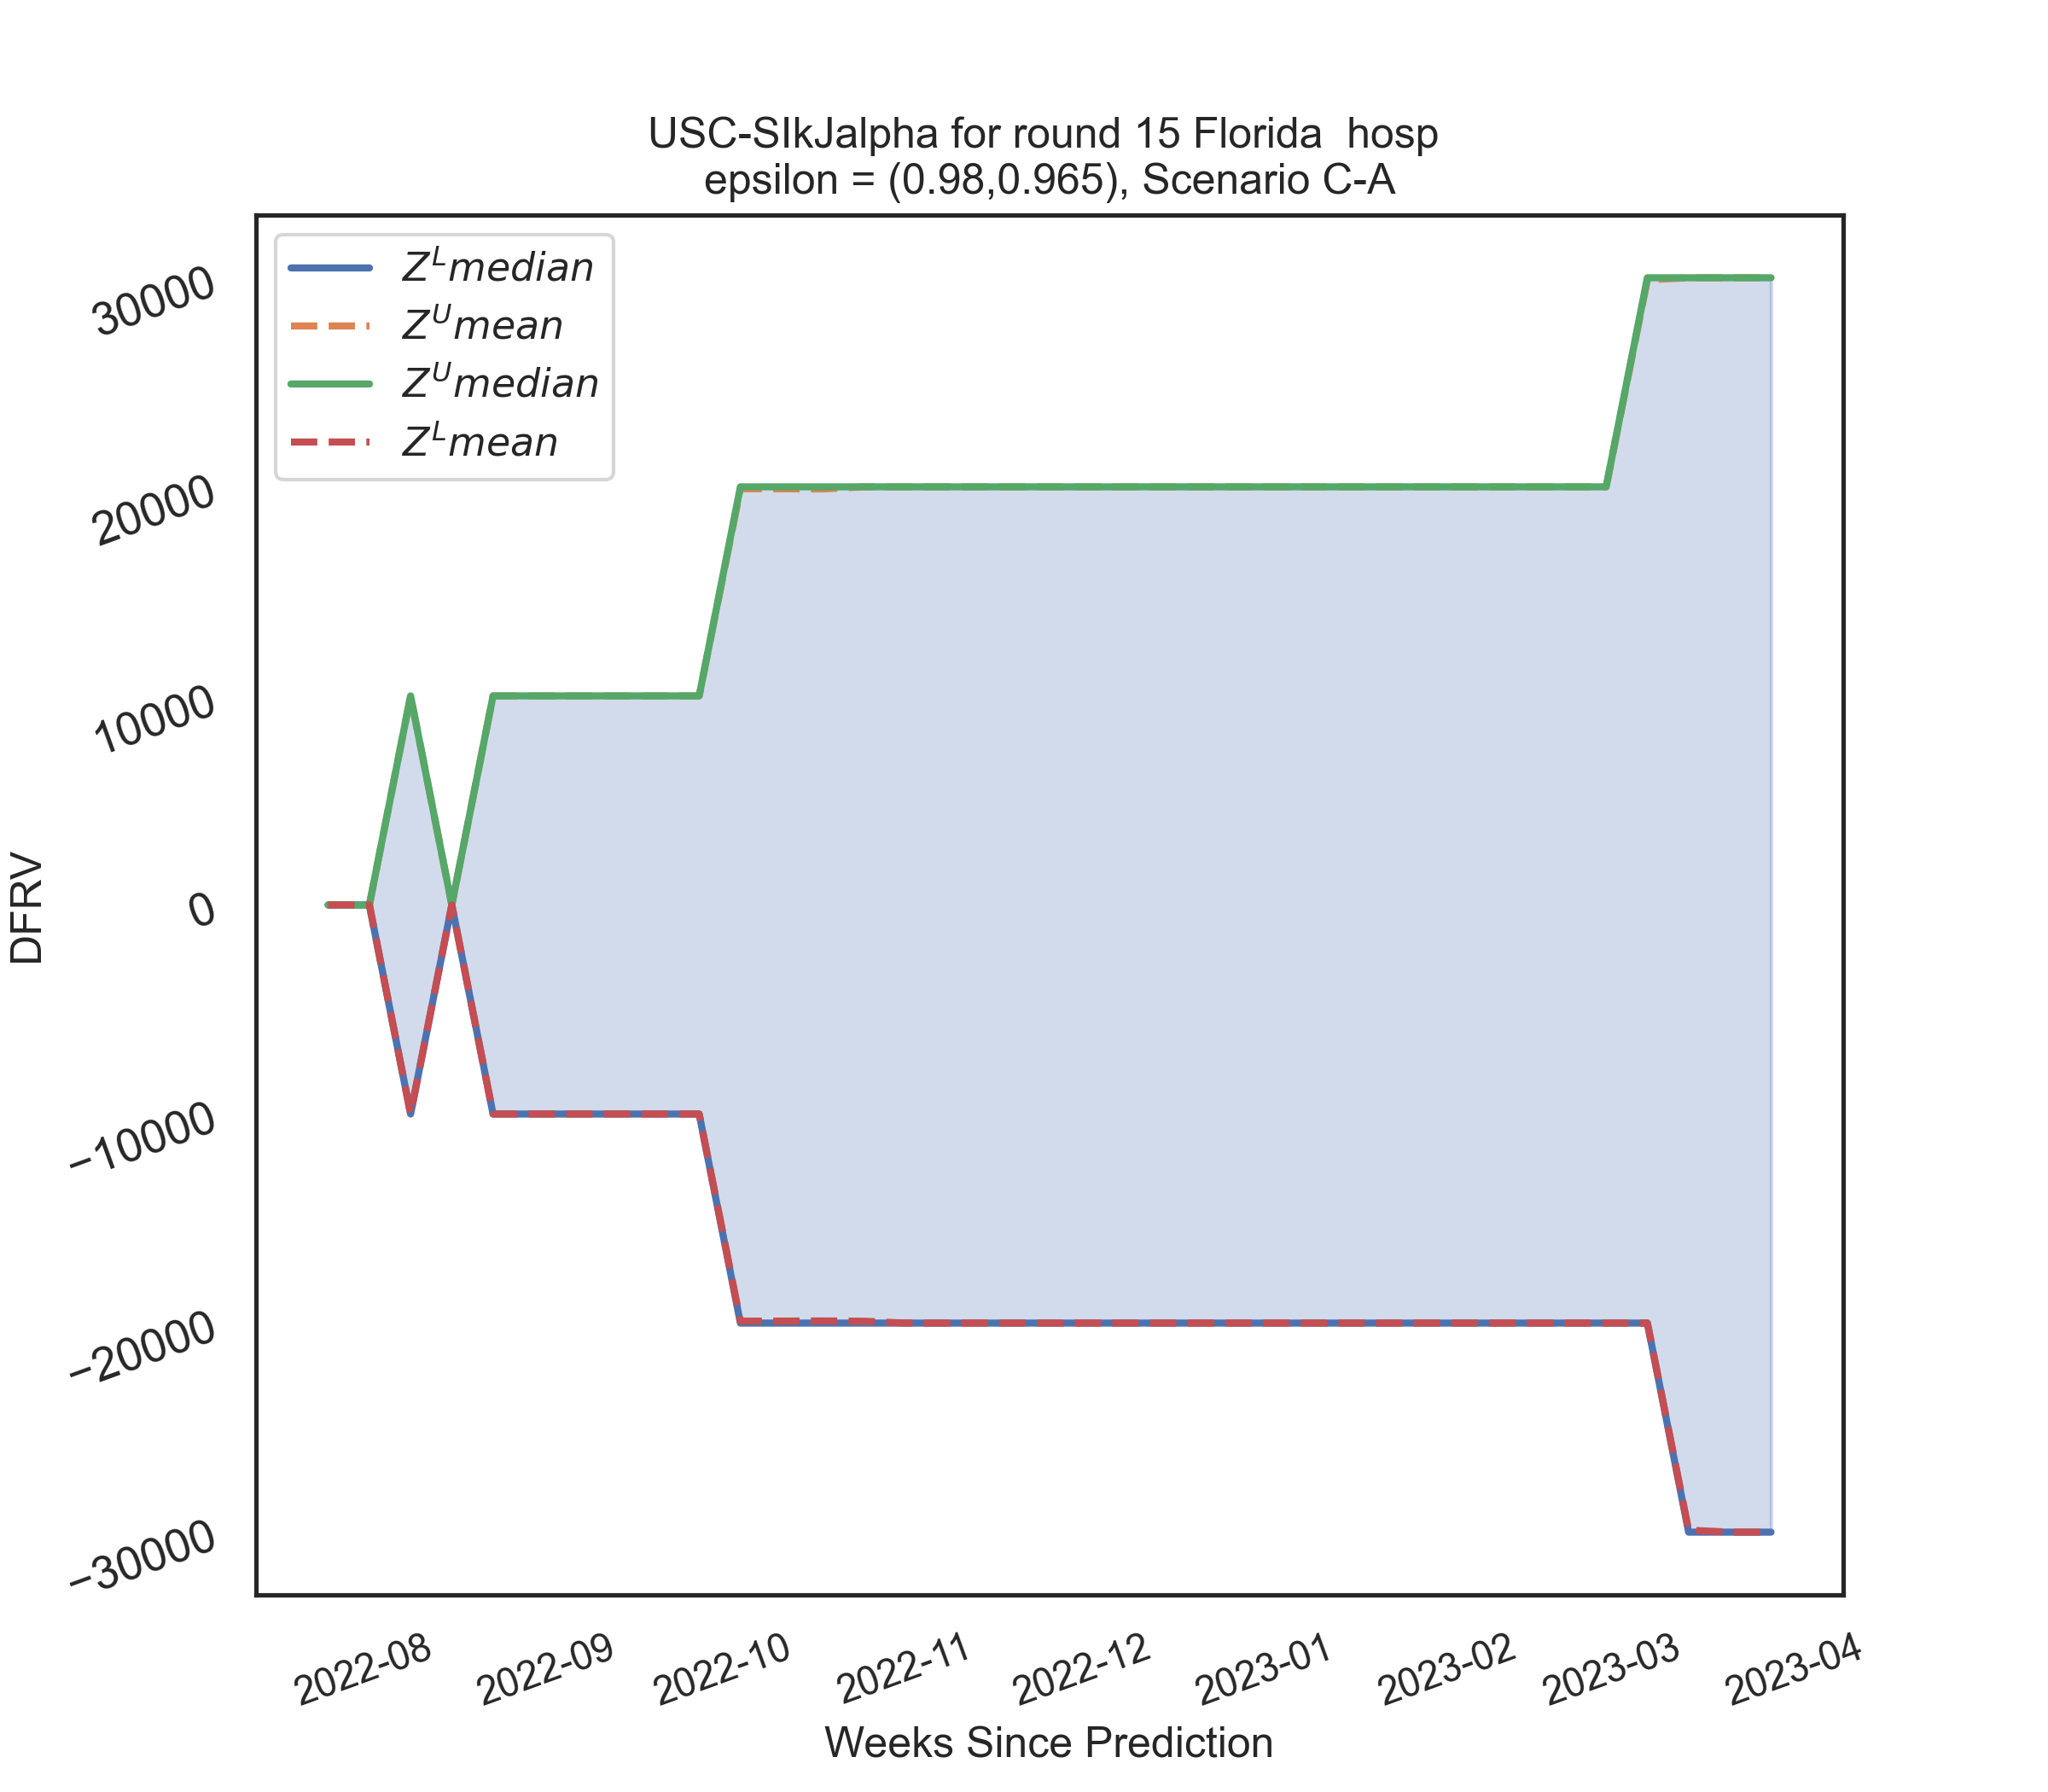 USC-SIkJalpha for round 15 Florida  hosp
epsilon = (0.98,0.965), Scenario C-A
Z^L median
Z^U mean
Z^U median
Z^L mean
30000
20000
10000
0
−10000
−20000
−30000
DFRV
2022-08
2022-09
2022-10
2022-11
2022-12
2023-01
2023-02
2023-03
2023-04
Weeks Since Prediction